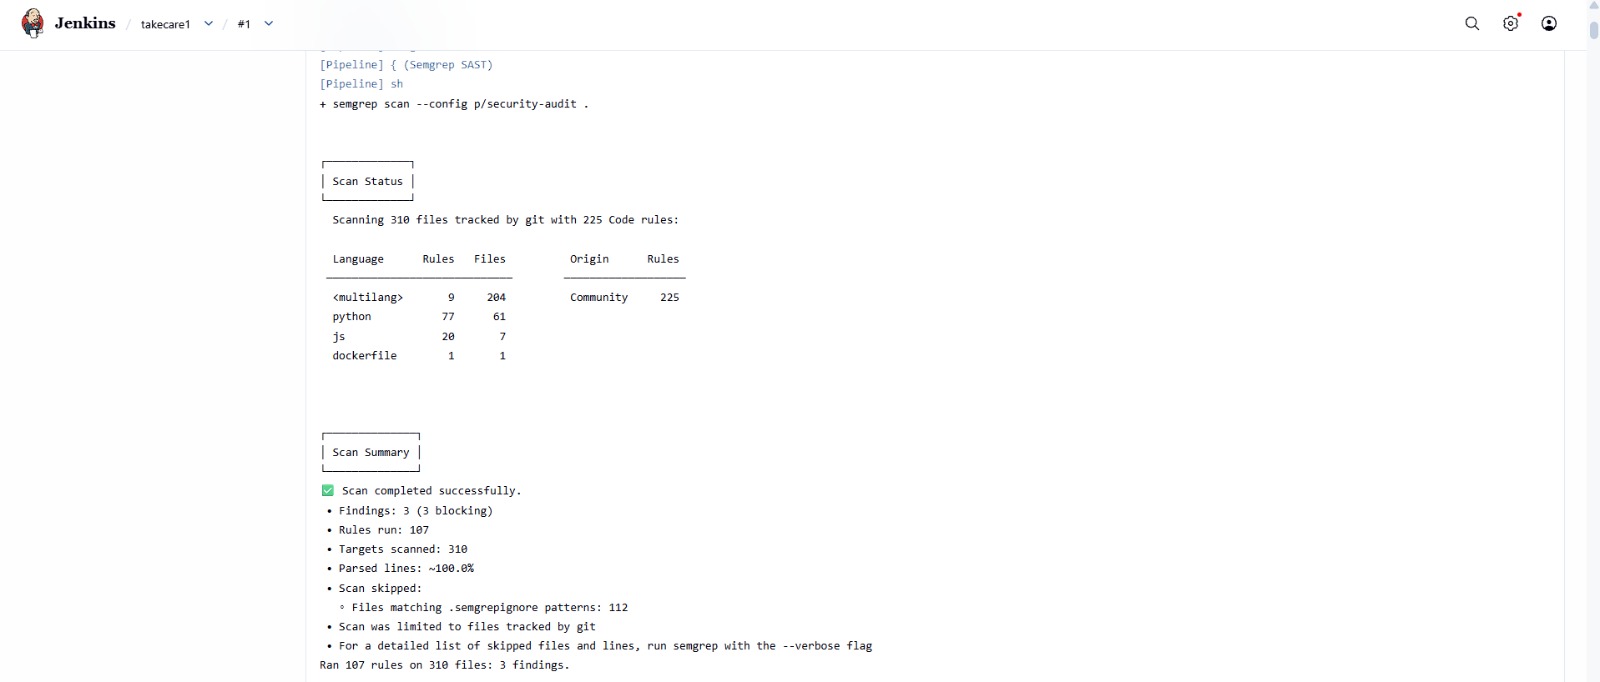 Jenkins / takecare1 / #1
[Pipeline] { (Semgrep SAST)
[Pipeline] sh
+ semgrep scan --config p/security-audit .
Scan Status
Scanning 310 files tracked by git with 225 Code rules:
Language Rules Files Origin Rules
<multilang> 9 204 Community 225
python 77 61
js 20 7
dockerfile 1 1
Scan Summary
✅ Scan completed successfully.
• Findings: 3 (3 blocking)
• Rules run: 107
• Targets scanned: 310
• Parsed lines: ~100.0%
• Scan skipped:
◦ Files matching .semgrepignore patterns: 112
• Scan was limited to files tracked by git
• For a detailed list of skipped files and lines, run semgrep with the --verbose flag
Ran 107 rules on 310 files: 3 findings.